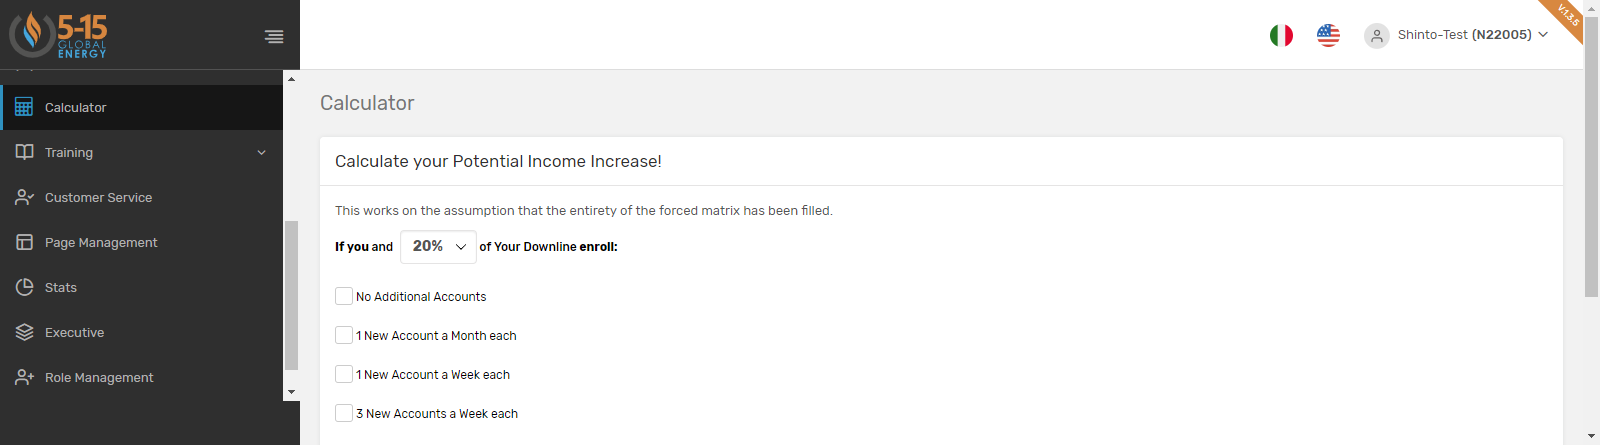 5-15
GLOBAL
ENERGY
Shinto-Test (N22005)
V.1.3.5
Calculator
Training
Customer Service
Page Management
Stats
Executive
Role Management
Calculator
Calculate your Potential Income Increase!
This works on the assumption that the entirety of the forced matrix has been filled.
If you and 20% of Your Downline enroll:
No Additional Accounts
1 New Account a Month each
1 New Account a Week each
3 New Accounts a Week each